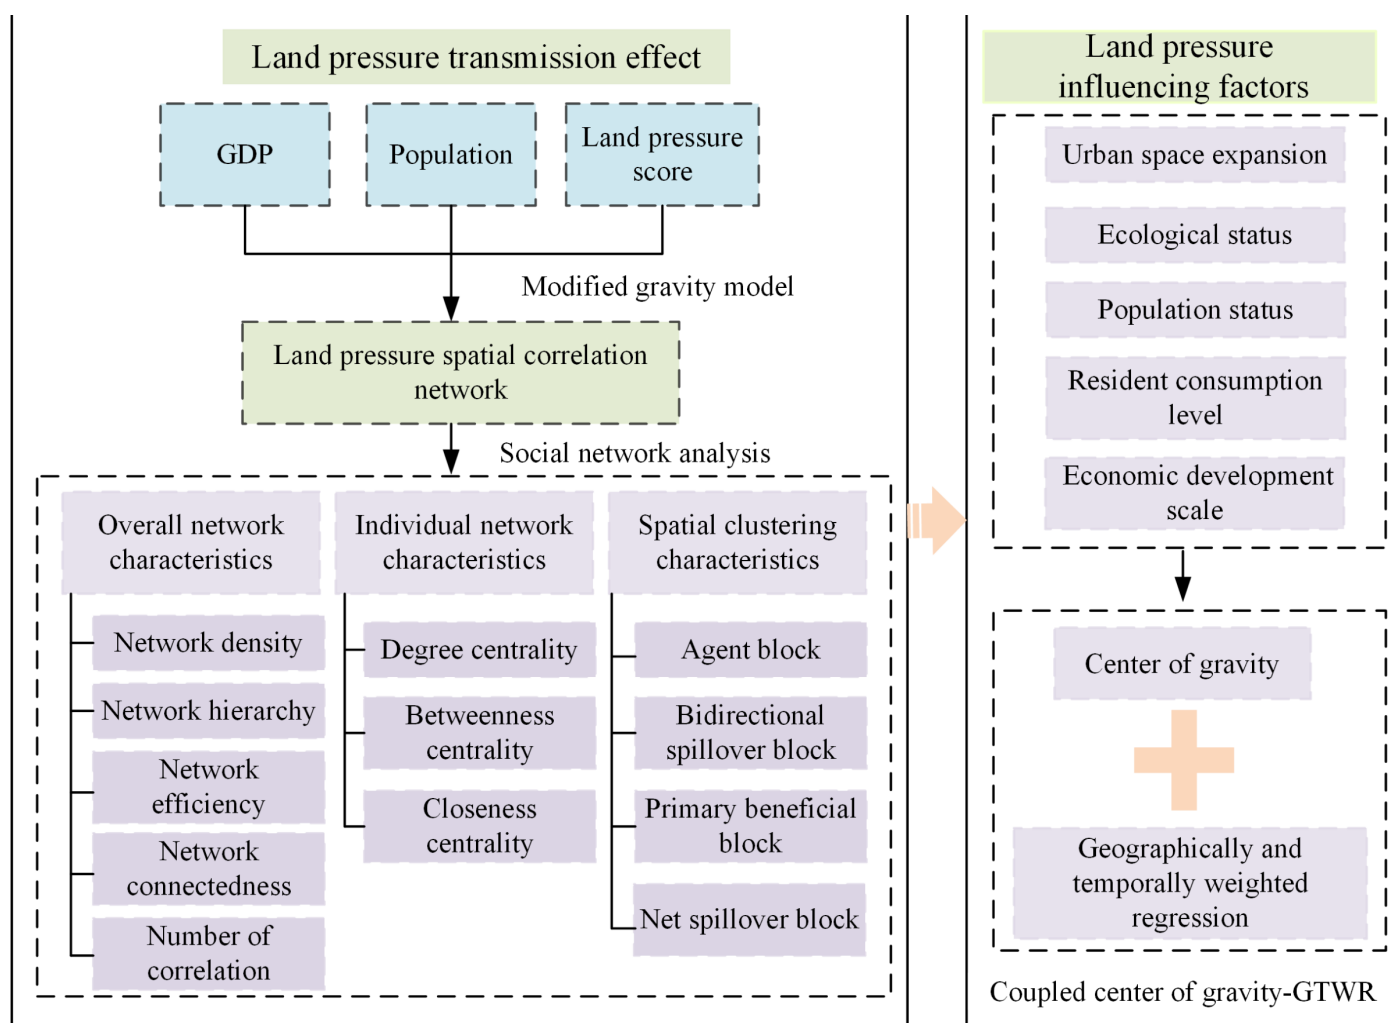 Land pressure transmission effect
GDP
Population
Land pressure
score
Modified gravity model
Land pressure spatial correlation
network
Social network analysis
Overall network
characteristics
Network density
Network hierarchy
Network
efficiency
Network
connectedness
Number of
correlation
Individual network
characteristics
Degree centrality
Betweenness
centrality
Closeness
centrality
Spatial clustering
characteristics
Agent block
Bidirectional
spillover block
Primary beneficial
block
Net spillover block
Land pressure
influencing factors
Urban space expansion
Ecological status
Population status
Resident consumption
level
Economic development
scale
Center of gravity
Geographically and
temporally weighted
regression
Coupled center of gravity-GTWR